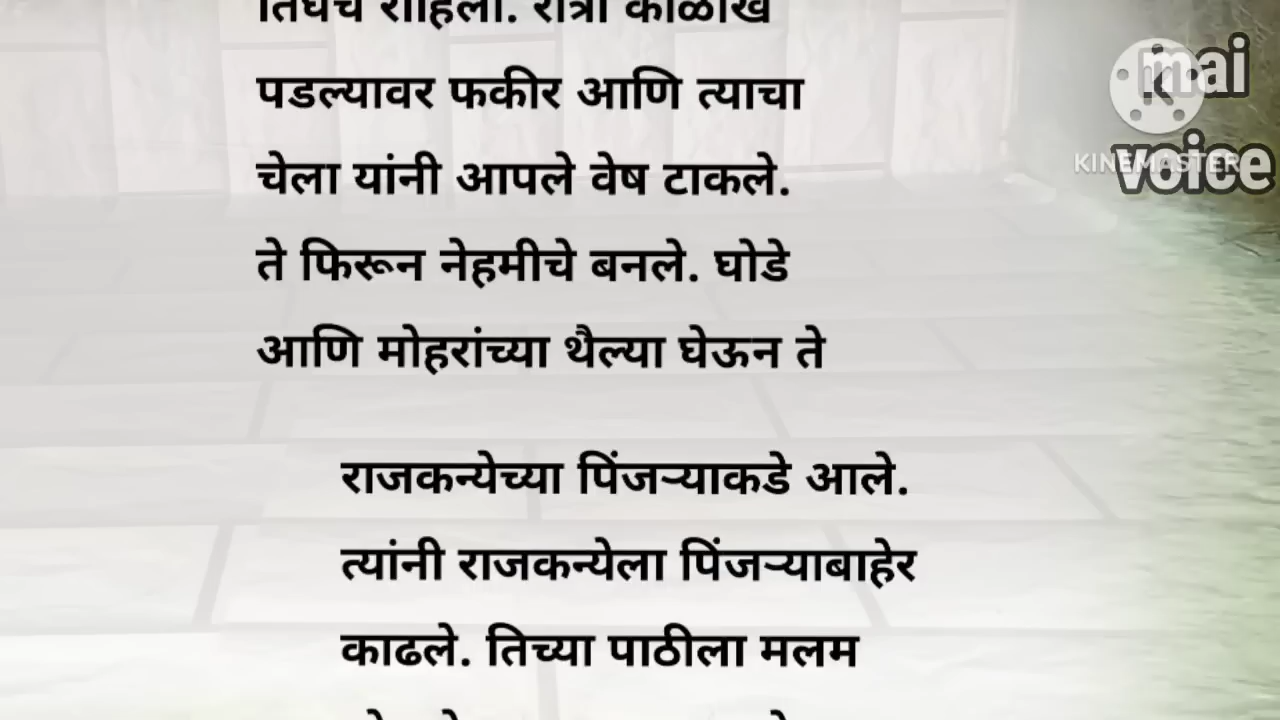 तिघेच राहिली. रात्री काळोख
पडल्यावर फकीर आणि त्याचा
चेला यांनी आपले वेष टाकले.
ते फिरून नेहमीचे बनले. घोडे
आणि मोहरांच्या थैल्या घेऊन ते
राजकन्येच्या पिंजऱ्याकडे आले.
त्यांनी राजकन्येला पिंजऱ्याबाहेर
काढले. तिच्या पाठीला मलम
mai
voice
KINEMASTER